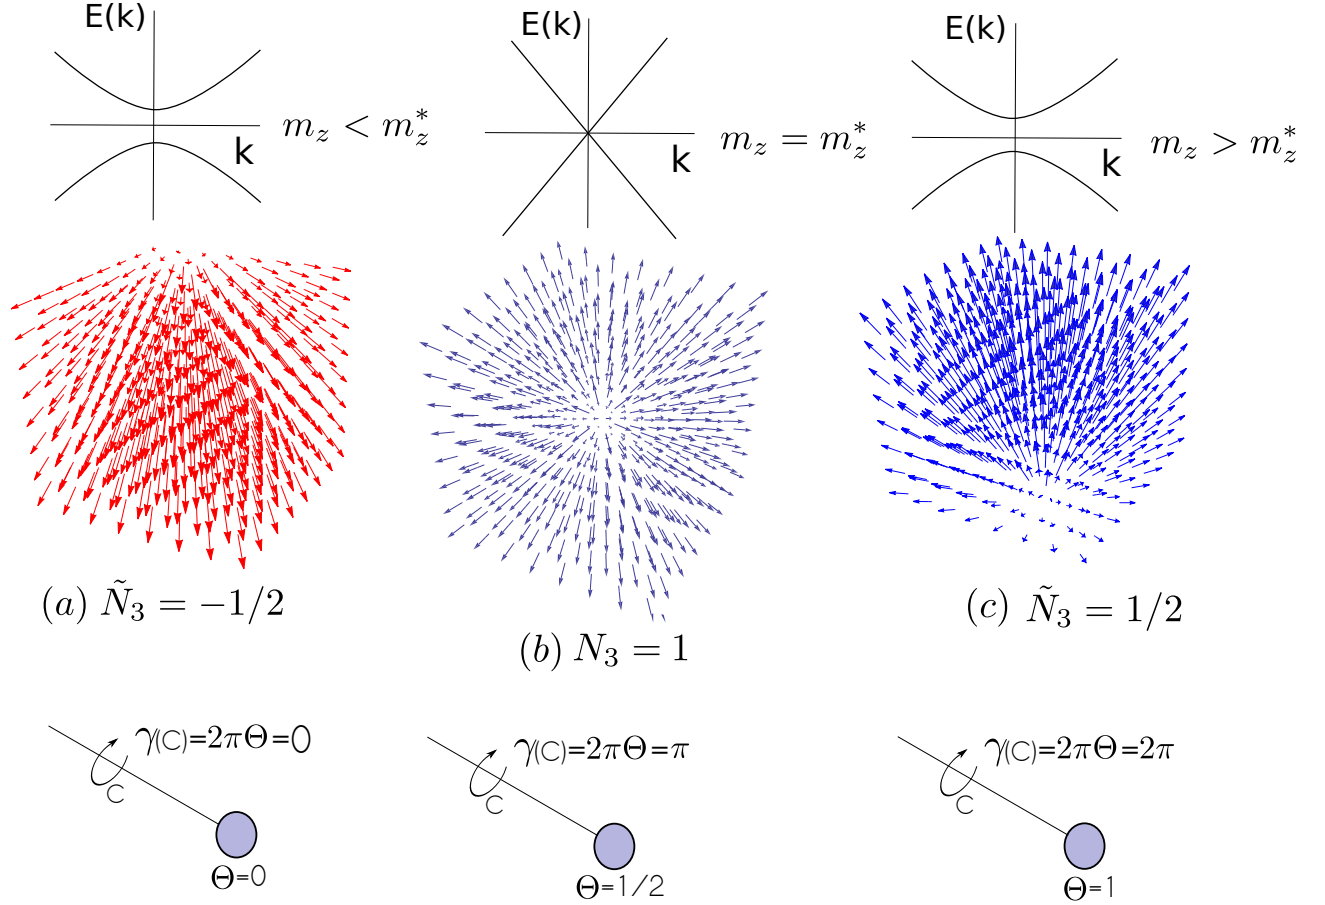 E(k)
k
m_z < m_z^*
E(k)
k
m_z = m_z^*
E(k)
k
m_z > m_z^*
(a) Ñ_3 = −1/2
(b) N_3 = 1
(c) Ñ_3 = 1/2
γ(C)=2πΘ=0
C
Θ=0
γ(C)=2πΘ=π
C
Θ=1/2
γ(C)=2πΘ=2π
C
Θ=1